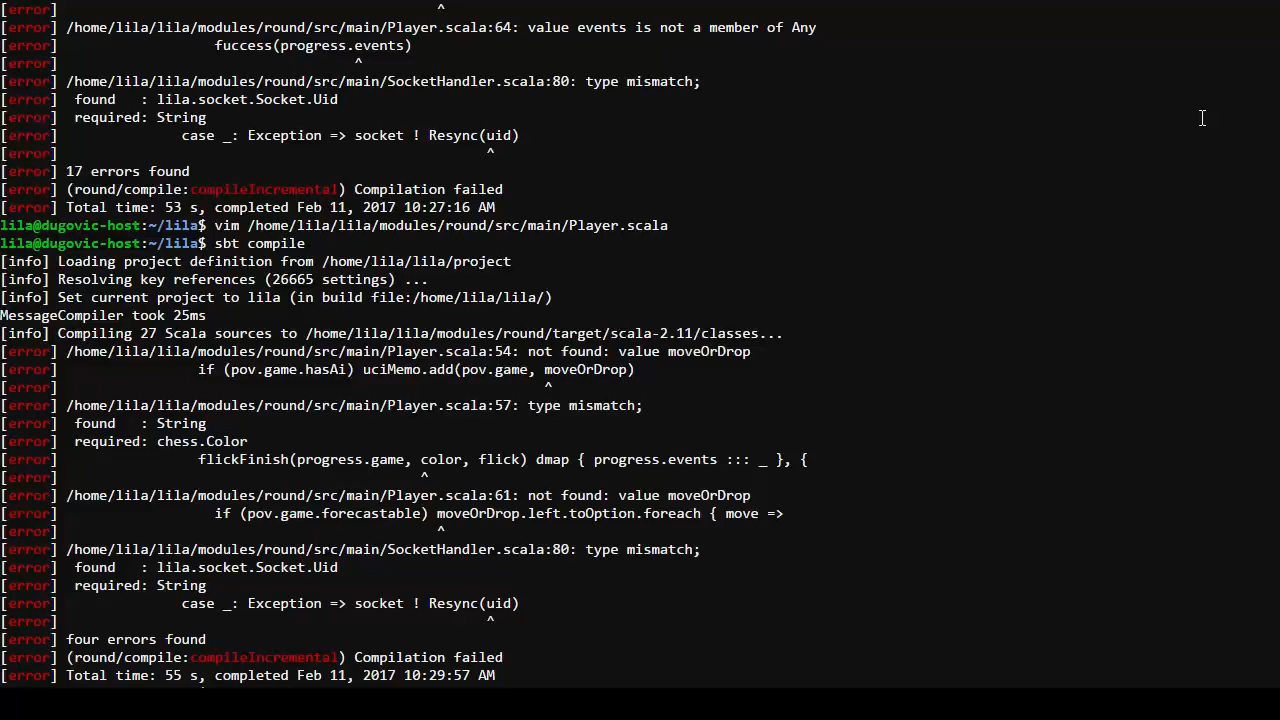 [error]                                               ^
[error] /home/lila/lila/modules/round/src/main/Player.scala:64: value events is not a member of Any
[error]                   fuccess(progress.events)
[error]                                    ^
[error] /home/lila/lila/modules/round/src/main/SocketHandler.scala:80: type mismatch;
[error]  found   : lila.socket.Socket.Uid
[error]  required: String
[error]               case _: Exception => socket ! Resync(uid)
[error]                                                    ^
[error] 17 errors found
[error] (round/compile:compileIncremental) Compilation failed
[error] Total time: 53 s, completed Feb 11, 2017 10:27:16 AM
lila@dugovic-host:~/lila$ vim /home/lila/lila/modules/round/src/main/Player.scala
lila@dugovic-host:~/lila$ sbt compile
[info] Loading project definition from /home/lila/lila/project
[info] Resolving key references (26665 settings) ...
[info] Set current project to lila (in build file:/home/lila/lila/)
MessageCompiler took 25ms
[info] Compiling 27 Scala sources to /home/lila/lila/modules/round/target/scala-2.11/classes...
[error] /home/lila/lila/modules/round/src/main/Player.scala:54: not found: value moveOrDrop
[error]                 if (pov.game.hasAi) uciMemo.add(pov.game, moveOrDrop)
[error]                                                           ^
[error] /home/lila/lila/modules/round/src/main/Player.scala:57: type mismatch;
[error]  found   : String
[error]  required: chess.Color
[error]                 flickFinish(progress.game, color, flick) dmap { progress.events ::: _ }, {
[error]                                            ^
[error] /home/lila/lila/modules/round/src/main/Player.scala:61: not found: value moveOrDrop
[error]                   if (pov.game.forecastable) moveOrDrop.left.toOption.foreach { move =>
[error]                                              ^
[error] /home/lila/lila/modules/round/src/main/SocketHandler.scala:80: type mismatch;
[error]  found   : lila.socket.Socket.Uid
[error]  required: String
[error]               case _: Exception => socket ! Resync(uid)
[error]                                                    ^
[error] four errors found
[error] (round/compile:compileIncremental) Compilation failed
[error] Total time: 55 s, completed Feb 11, 2017 10:29:57 AM